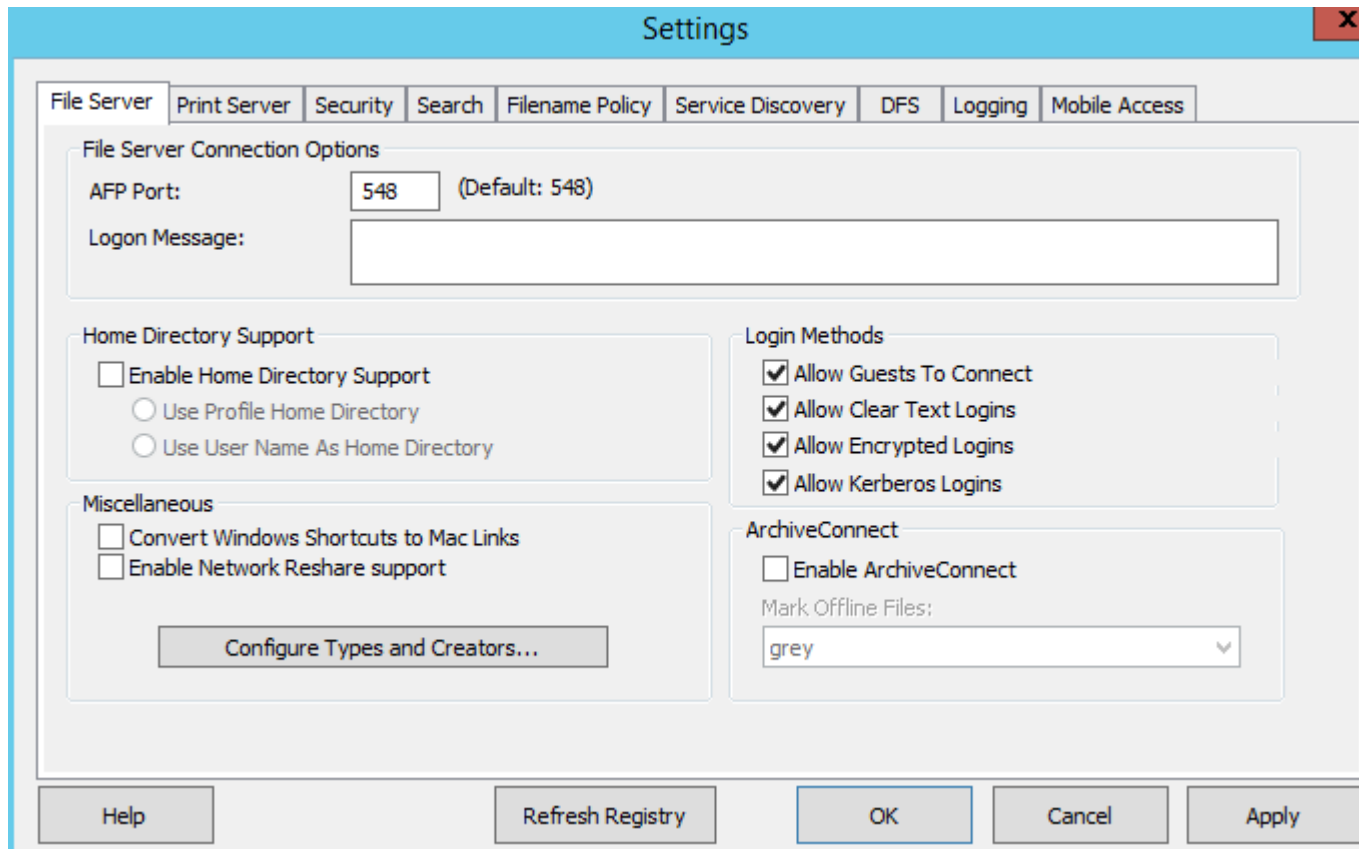 Settings
x
File Server Print Server Security Search Filename Policy Service Discovery DFS Logging Mobile Access
File Server Connection Options
AFP Port: 548 (Default: 548)
Logon Message:
Home Directory Support
Enable Home Directory Support
Use Profile Home Directory
Use User Name As Home Directory
Login Methods
Allow Guests To Connect
Allow Clear Text Logins
Allow Encrypted Logins
Allow Kerberos Logins
Miscellaneous
Convert Windows Shortcuts to Mac Links
Enable Network Reshare support
Configure Types and Creators...
ArchiveConnect
Enable ArchiveConnect
Mark Offline Files:
grey
Help Refresh Registry OK Cancel Apply